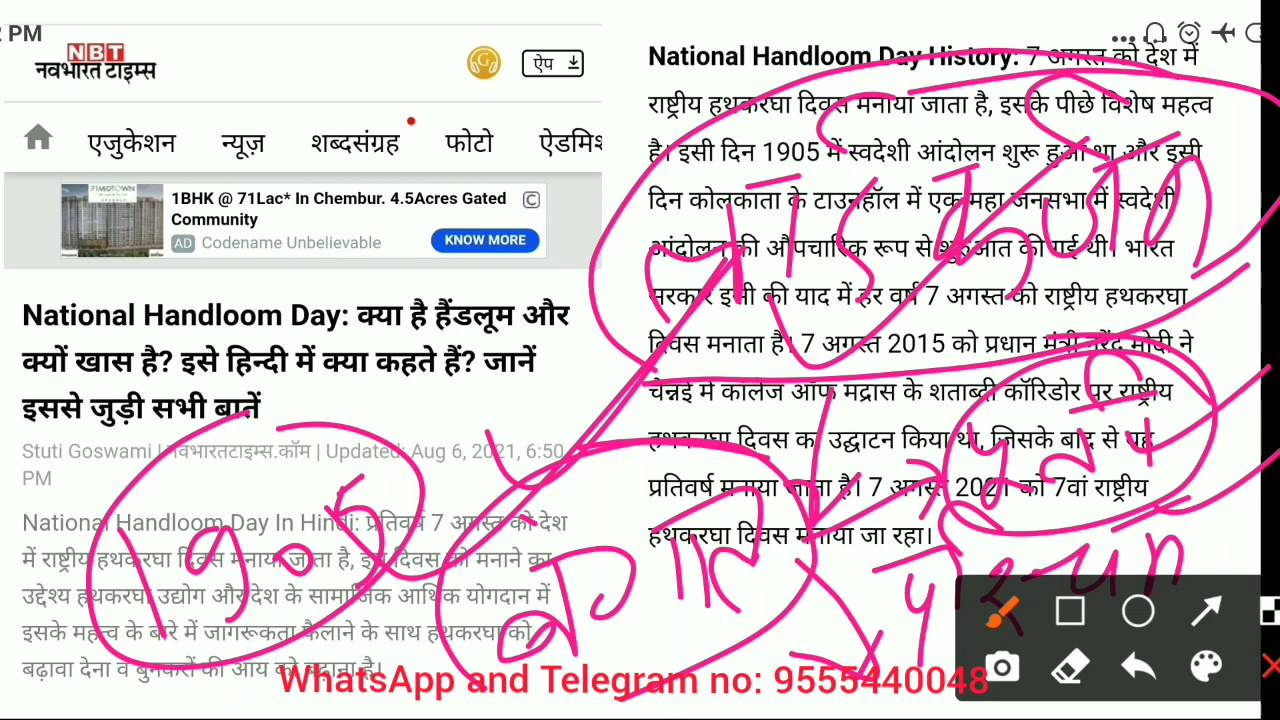 2 PM
NBT
नवभारत टाइम्स
ऐप
एजुकेशन न्यूज़ शब्दसंग्रह फोटो ऐडमिश
1BHK @ 71Lac* In Chembur. 4.5Acres Gated
Community
AD Codename Unbelievable
KNOW MORE
National Handloom Day: क्या है हैंडलूम और
क्यों खास है? इसे हिन्दी में क्या कहते हैं? जानें
इससे जुड़ी सभी बातें
Stuti Goswami | नवभारतटाइम्स.कॉम | Updated: Aug 6, 2021, 6:50
PM
National Handloom Day In Hindi: प्रतिवर्ष 7 अगस्त को देश
में राष्ट्रीय हथकरघा दिवस मनाया जाता है, इस दिवस को मनाने का
उद्देश्य हथकरघा उद्योग और देश के सामाजिक आर्थिक योगदान में
इसके महत्व के बारे में जागरूकता फैलाने के साथ हथकरघा को
बढ़ावा देना व बुनकरों की आय को बढ़ाना है।
1905
National Handloom Day History: 7 अगस्त को देश में
राष्ट्रीय हथकरघा दिवस मनाया जाता है, इसके पीछे विशेष महत्व
है। इसी दिन 1905 में स्वदेशी आंदोलन शुरू हुआ था और इसी
दिन कोलकाता के टाउनहॉल में एक महा जनसभा में स्वदेशी
आंदोलन की औपचारिक रूप से शुरुआत की गई थी। भारत
सरकार इसी की याद में हर वर्ष 7 अगस्त को राष्ट्रीय हथकरघा
दिवस मनाता है। 7 अगस्त 2015 को प्रधान मंत्री नरेंद्र मोदी ने
चेन्नई में कॉलेज ऑफ मद्रास के शताब्दी कॉरिडोर पर राष्ट्रीय
हथकरघा दिवस का उद्घाटन किया था, जिसके बाद से यह
प्रतिवर्ष मनाया जाता है। 7 अगस्त 2021 को 7वां राष्ट्रीय
हथकरघा दिवस मनाया जा रहा।
WhatsApp and Telegram no: 9555440048